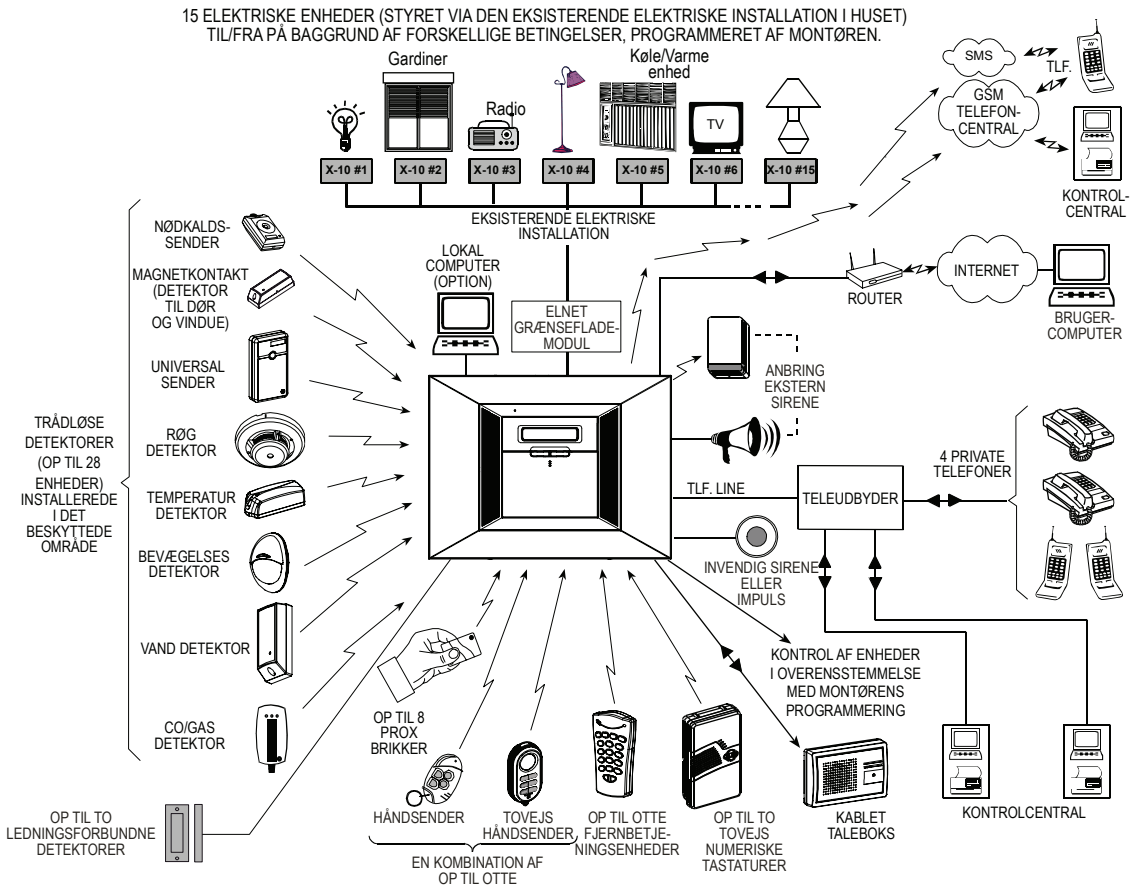 15 ELEKTRISKE ENHEDER (STYRET VIA DEN EKSISTERENDE ELEKTRISKE INSTALLATION I HUSET)
TIL/FRA PÅ BAGGRUND AF FORSKELLIGE BETINGELSER, PROGRAMMERET AF MONTØREN.
Gardiner
Radio
Køle/Varme
enhed
TV
X-10 #1
X-10 #2
X-10 #3
X-10 #4
X-10 #5
X-10 #6
X-10 #15
EKSISTERENDE ELEKTRISKE
INSTALLATION
SMS
TLF.
GSM
TELEFON-
CENTRAL
KONTROL-
CENTRAL
LOKAL
COMPUTER
(OPTION)
ELNET
GRÆNSEFLADE-
MODUL
ROUTER
INTERNET
BRUGER-
COMPUTER
TRÅDLØSE
DETEKTORER
(OP TIL 28
ENHEDER)
INSTALLEREDE
I DET
BESKYTTEDE
OMRÅDE
NØDKALDS-
SENDER
MAGNETKONTAKT
(DETEKTOR
TIL DØR
OG VINDUE)
UNIVERSAL
SENDER
RØG
DETEKTOR
TEMPERATUR
DETEKTOR
BEVÆGELSES
DETEKTOR
VAND DETEKTOR
CO/GAS
DETEKTOR
ANBRING
EKSTERN
SIRENE
TLF. LINE
TELEUDBYDER
4 PRIVATE
TELEFONER
INVENDIG SIRENE
ELLER
IMPULS
KONTROL AF ENHEDER
I OVERENSSTEMMELSE
MED MONTØRENS
PROGRAMMERING
OP TIL 8
PROX
BRIKKER
OP TIL TO
LEDNINGSFORBUNDNE
DETEKTORER
HÅNDSENDER
TOVEJS
HÅNDSENDER
EN KOMBINATION AF
OP TIL OTTE
OP TIL OTTE
FJERNBETJE-
NINGSENHEDER
OP TIL TO
TOVEJS
NUMERISKE
TASTATURER
KABLET
TALEBOKS
KONTROLCENTRAL